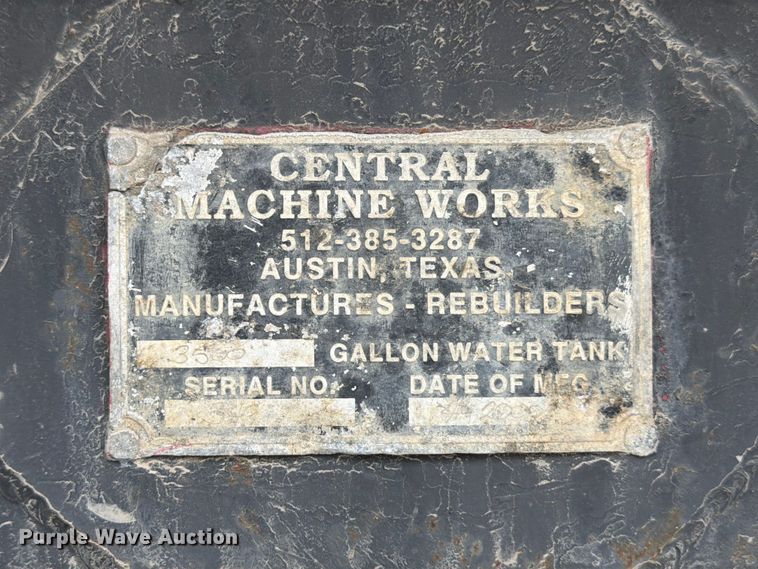 CENTRAL
MACHINE WORKS
512-385-3287
AUSTIN, TEXAS
MANUFACTURES - REBUILDERS
3500 GALLON WATER TANK
SERIAL NO. DATE OF MFG.
Purple Wave Auction